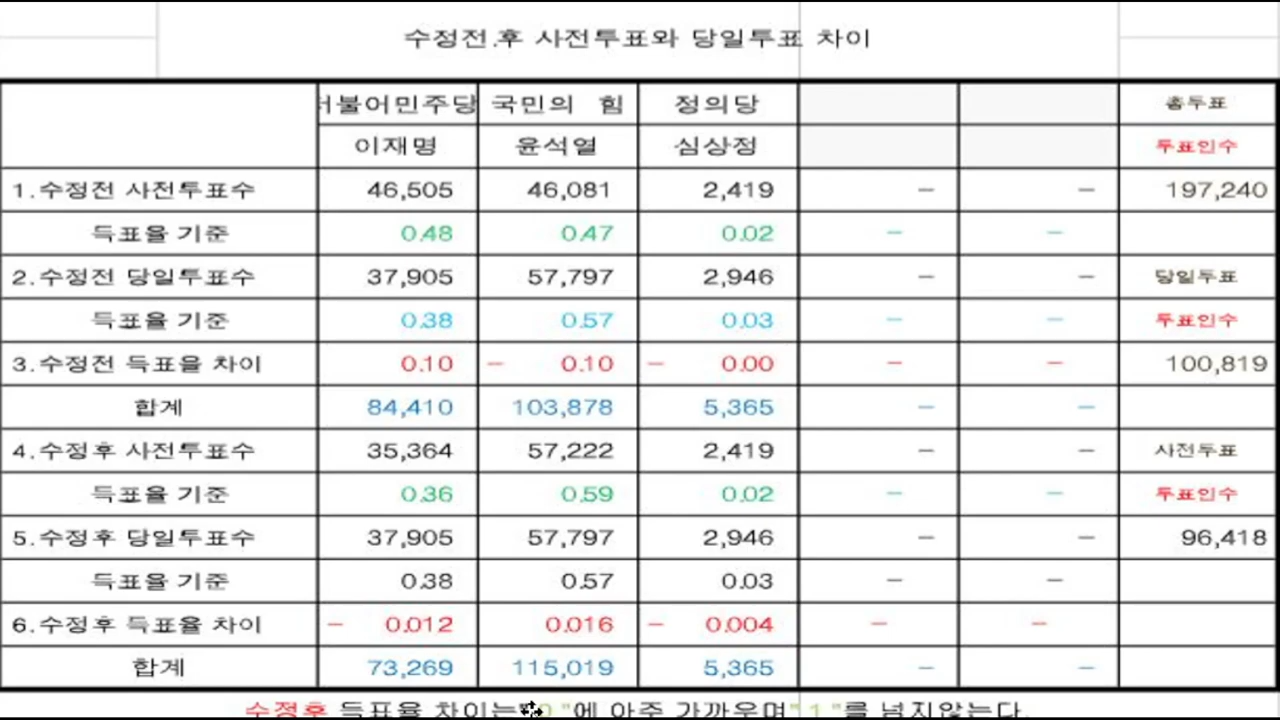 수정전.후 사전투표와 당일투표 차이
더불어민주당 국민의 힘 정의당 총투표
이재명 윤석열 심상정 투표인수
1.수정전 사전투표수 46,505 46,081 2,419 - - 197,240
득표율 기준 0.48 0.47 0.02 - -
2.수정전 당일투표수 37,905 57,797 2,946 - - 당일투표
득표율 기준 0.38 0.57 0.03 - - 투표인수
3.수정전 득표율 차이 0.10 - 0.10 - 0.00 - - 100,819
합계 84,410 103,878 5,365 - -
4.수정후 사전투표수 35,364 57,222 2,419 - - 사전투표
득표율 기준 0.36 0.59 0.02 - - 투표인수
5.수정후 당일투표수 37,905 57,797 2,946 - - 96,418
득표율 기준 0.38 0.57 0.03 - -
6.수정후 득표율 차이 - 0.012 0.016 - 0.004 - -
합계 73,269 115,019 5,365 - -
수정후 득표율 차이는 "0 "에 아주 가까우며" 1 "를 넘지않는다.